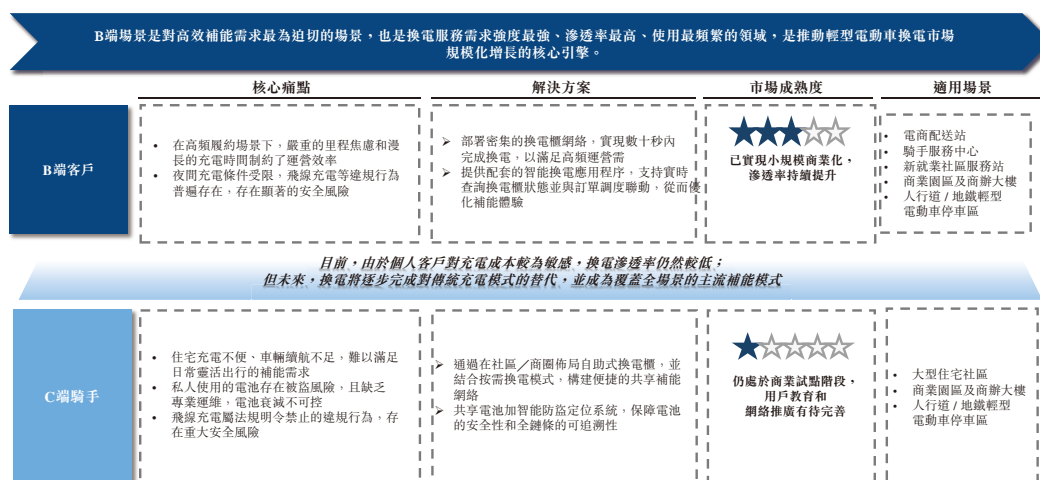 B端場景是對高效補能需求最為迫切的場景，也是換電服務需求強度最強、滲透率最高、使用最頻繁的領域，是推動輕型電動車換電市場
規模化增長的核心引擎。
核心痛點
解決方案
市場成熟度
適用場景
B端客戶
• 在高頻履約場景下，嚴重的里程焦慮和漫
長的充電時間制約了運營效率
• 夜間充電條件受限，飛線充電等違規行為
普遍存在，存在顯著的安全風險
➢ 部署密集的換電櫃網絡，實現數十秒內
完成換電，以滿足高頻運營需
➢ 提供配套的智能換電應用程序，支持實時
查詢換電櫃狀態並與訂單調度聯動，從而優
化補能體驗
已實現小規模商業化，
滲透率持續提升
• 電商配送站
• 騎手服務中心
• 新就業社區服務站
• 商業園區及商辦大樓
• 人行道 / 地鐵輕型
電動車停車區
目前，由於個人客戶對充電成本較為敏感，換電滲透率仍然較低；
但未來，換電將逐步完成對傳統充電模式的替代，並成為覆蓋全場景的主流補能模式
C端騎手
• 住宅充電不便、車輛續航不足，難以滿足
日常靈活出行的補能需求
• 私人使用的電池存在被盜風險，且缺乏
專業運維，電池衰減不可控
• 飛線充電屬法規明令禁止的違規行為，存
在重大安全風險
➢ 通過在社區／商圈佈局自助式換電櫃，並
結合按需換電模式，構建便捷的共享補能
網絡
➢ 共享電池加智能防盜定位系統，保障電池
的安全性和全鏈條的可追溯性
仍處於商業試點階段，
用戶教育和
網絡推廣有待完善
• 大型住宅社區
• 商業園區及商辦大樓
• 人行道 / 地鐵輕型
電動車停車區